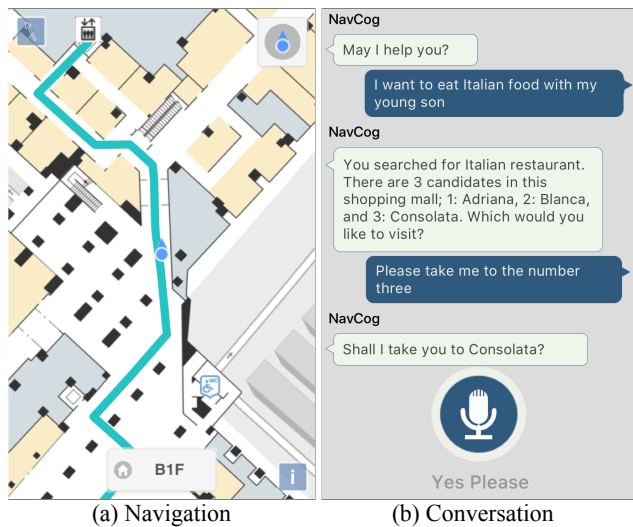 WC
B1F
i
(a) Navigation
NavCog
May I help you?
I want to eat Italian food with my
young son
NavCog
You searched for Italian restaurant.
There are 3 candidates in this
shopping mall; 1: Adriana, 2: Blanca,
and 3: Consolata. Which would you
like to visit?
Please take me to the number
three
NavCog
Shall I take you to Consolata?
Yes Please
(b) Conversation